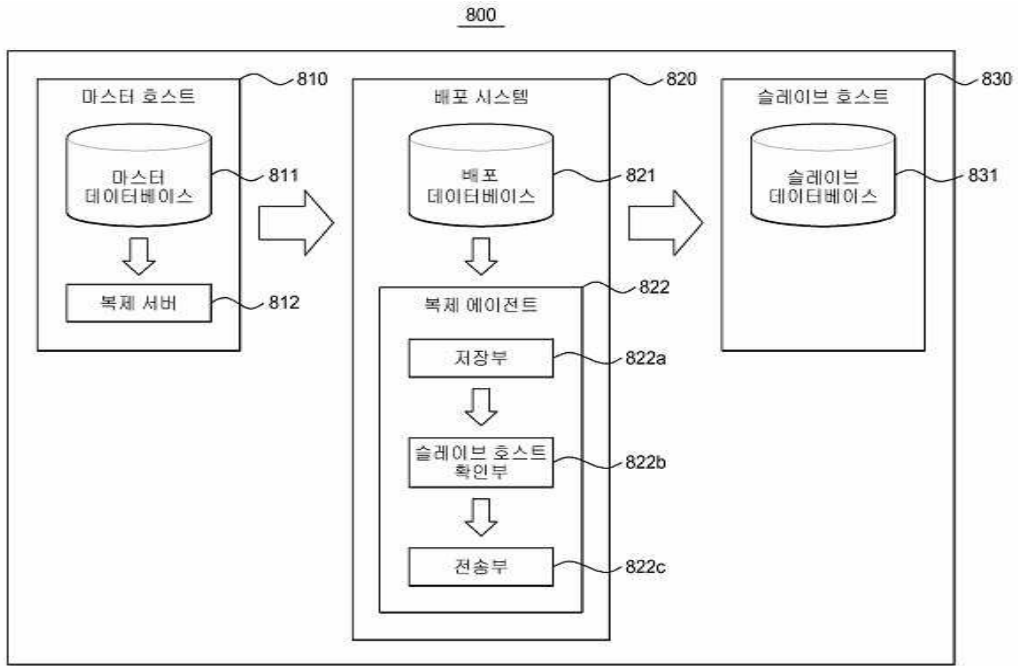 800
마스터 호스트
810
마스터
데이터베이스
811
복제 서버
812
배포 시스템
820
배포
데이터베이스
821
복제 에이전트
822
저장부
822a
슬레이브 호스트
확인부
822b
전송부
822c
슬레이브 호스트
830
슬레이브
데이터베이스
831